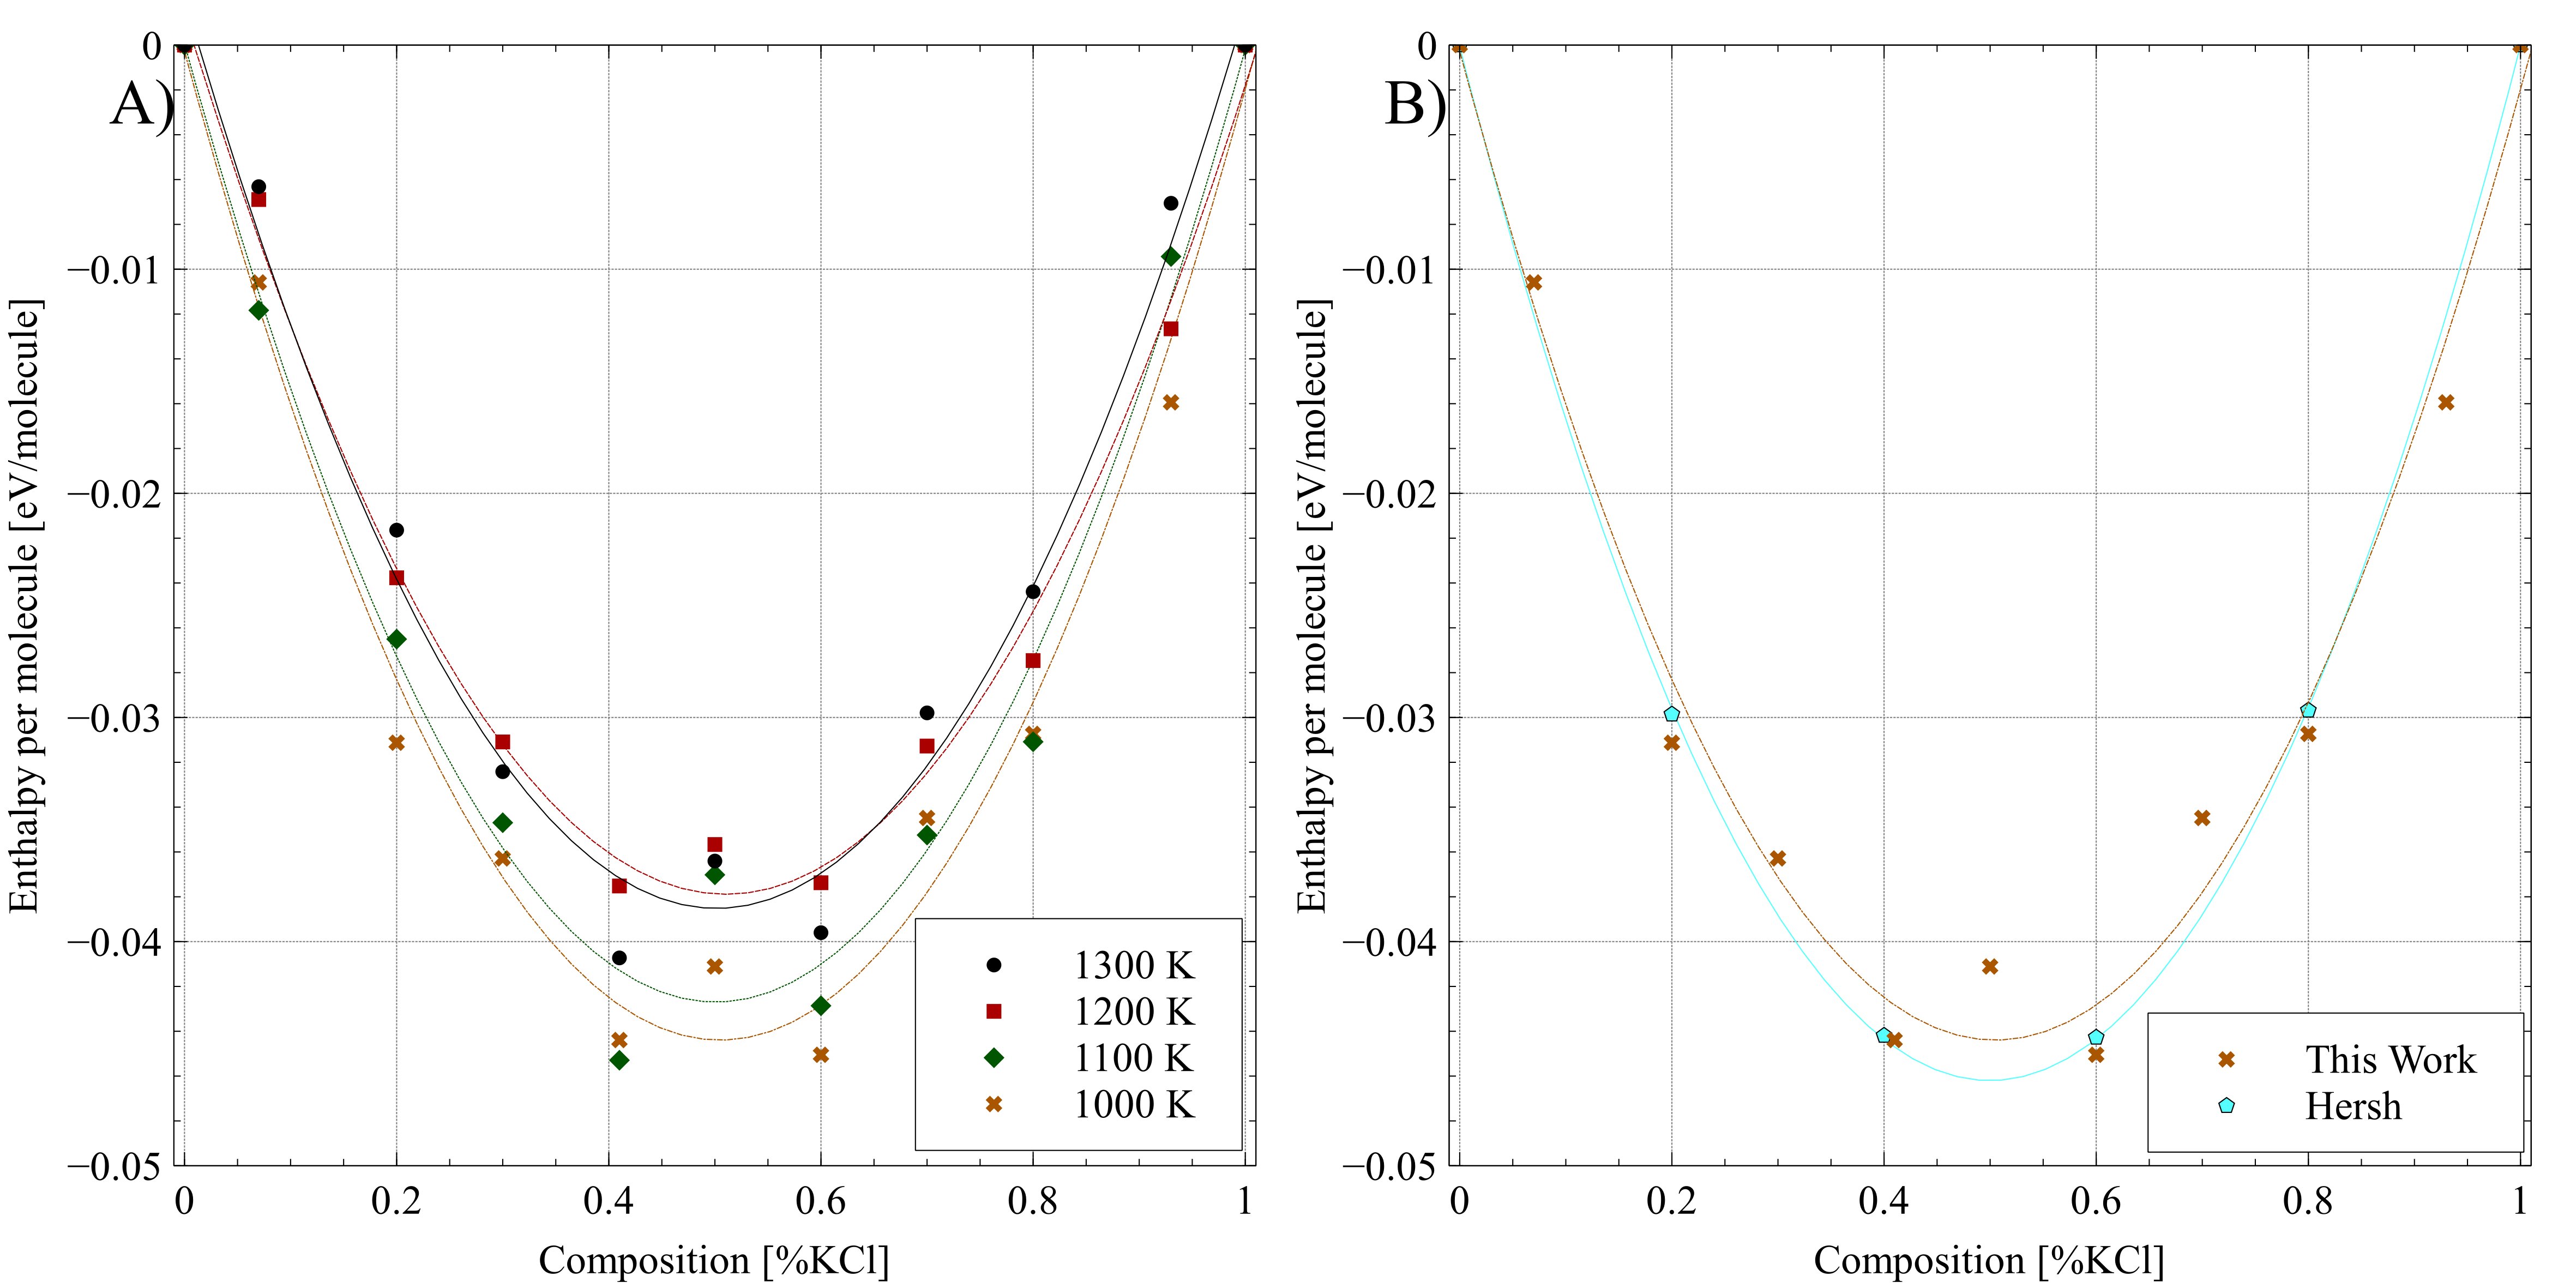 A)
Enthalpy per molecule [eV/molecule]
0
−0.01
−0.02
−0.03
−0.04
−0.05
0 0.2 0.4 0.6 0.8 1
Composition [%KCl]
1300 K
1200 K
1100 K
1000 K
B)
Enthalpy per molecule [eV/molecule]
0
−0.01
−0.02
−0.03
−0.04
−0.05
0 0.2 0.4 0.6 0.8 1
Composition [%KCl]
This Work
Hersh